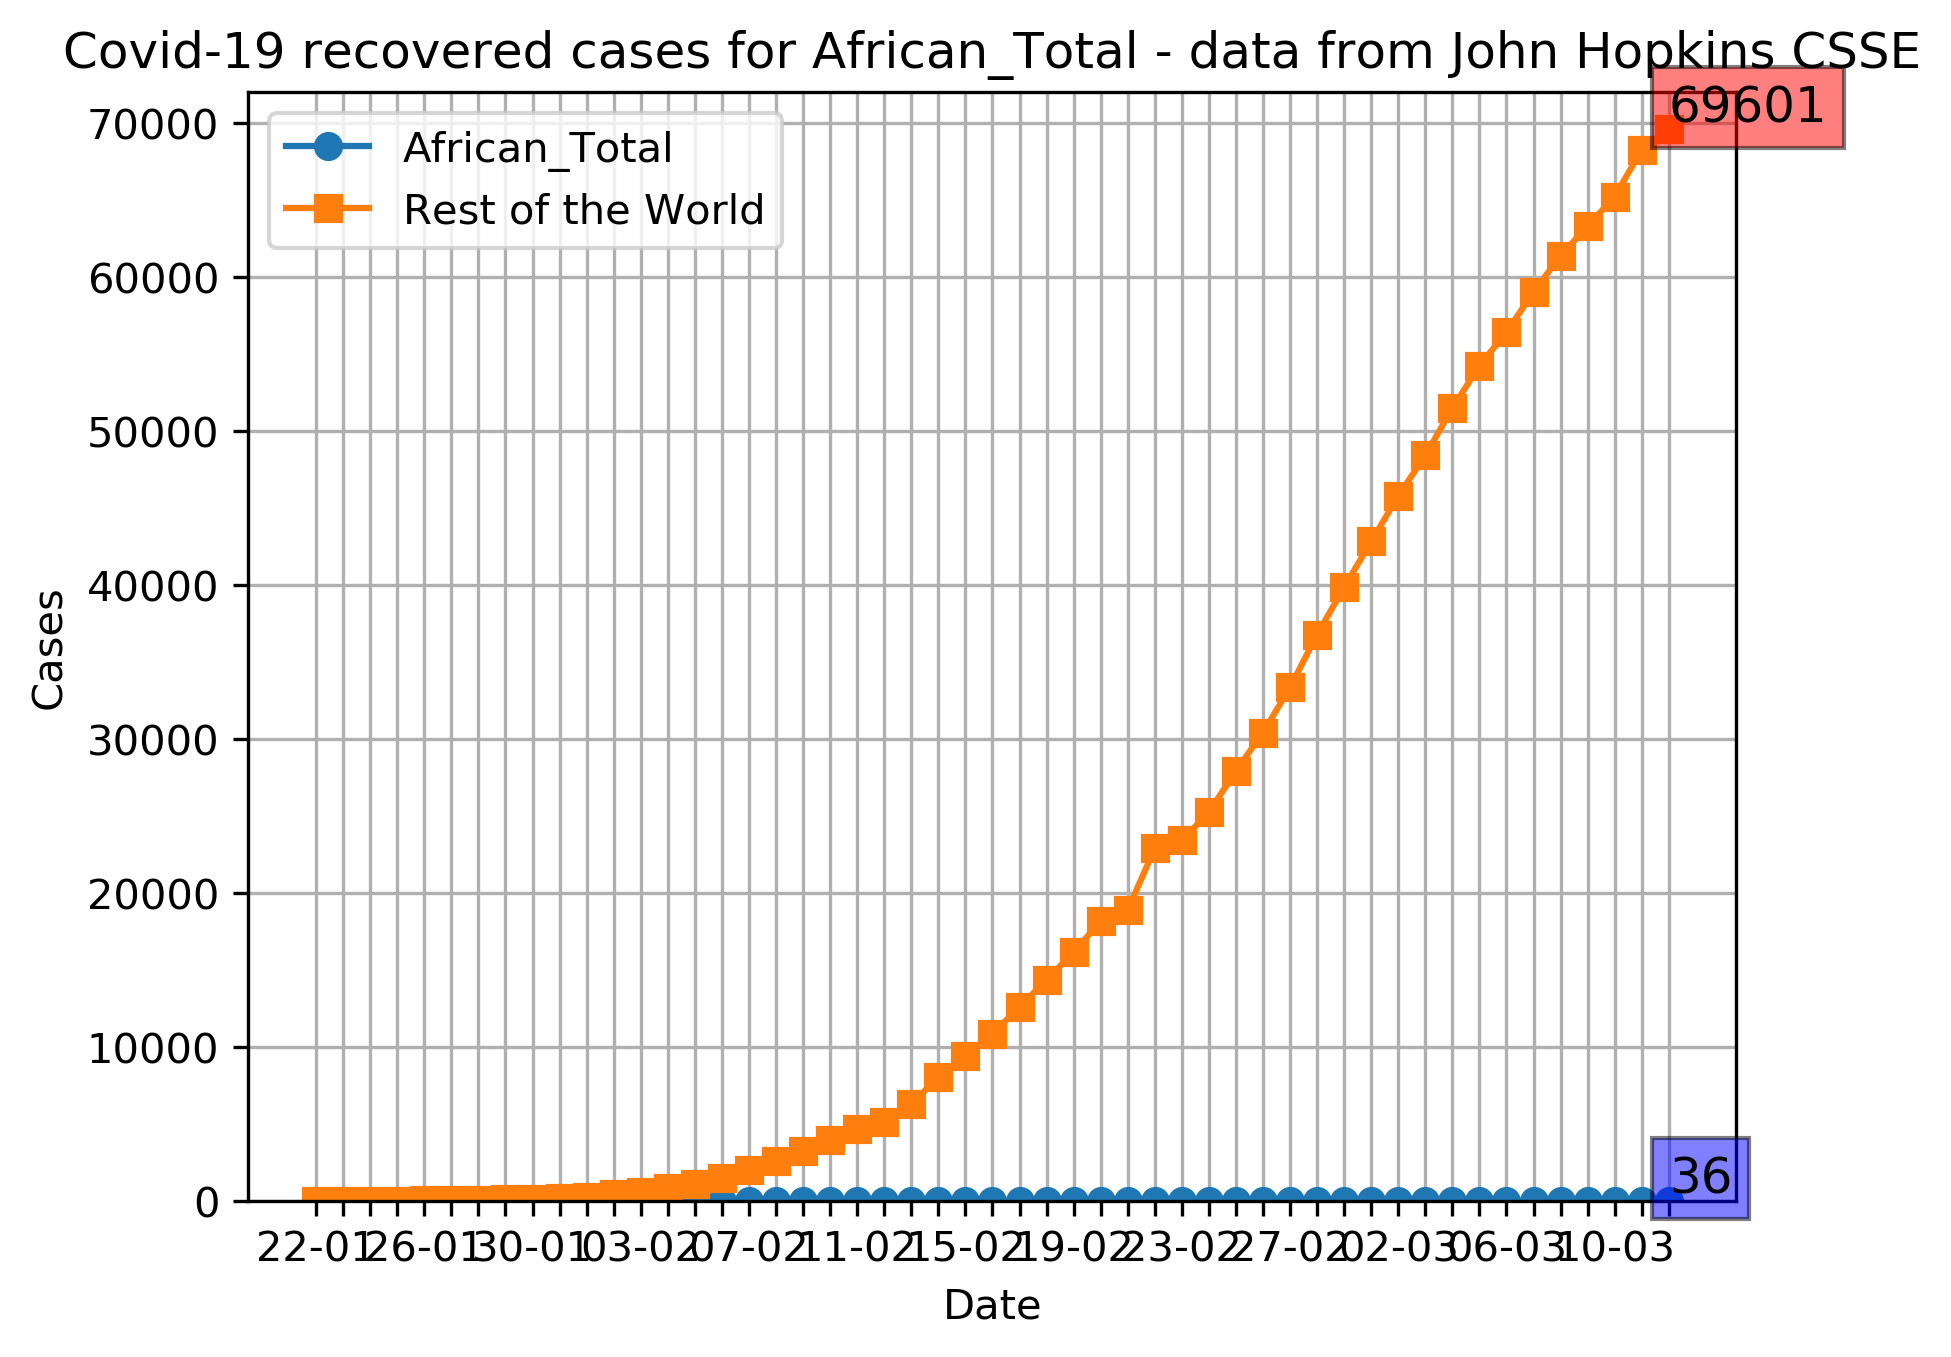 Covid-19 recovered cases for African_Total - data from John Hopkins CSSE
69601
African_Total
Rest of the World
70000
60000
50000
40000
30000
20000
10000
0
Cases
36
22-01 26-01 30-01 03-02 07-02 11-02 15-02 19-02 23-02 27-02 02-03 06-03 10-03
Date